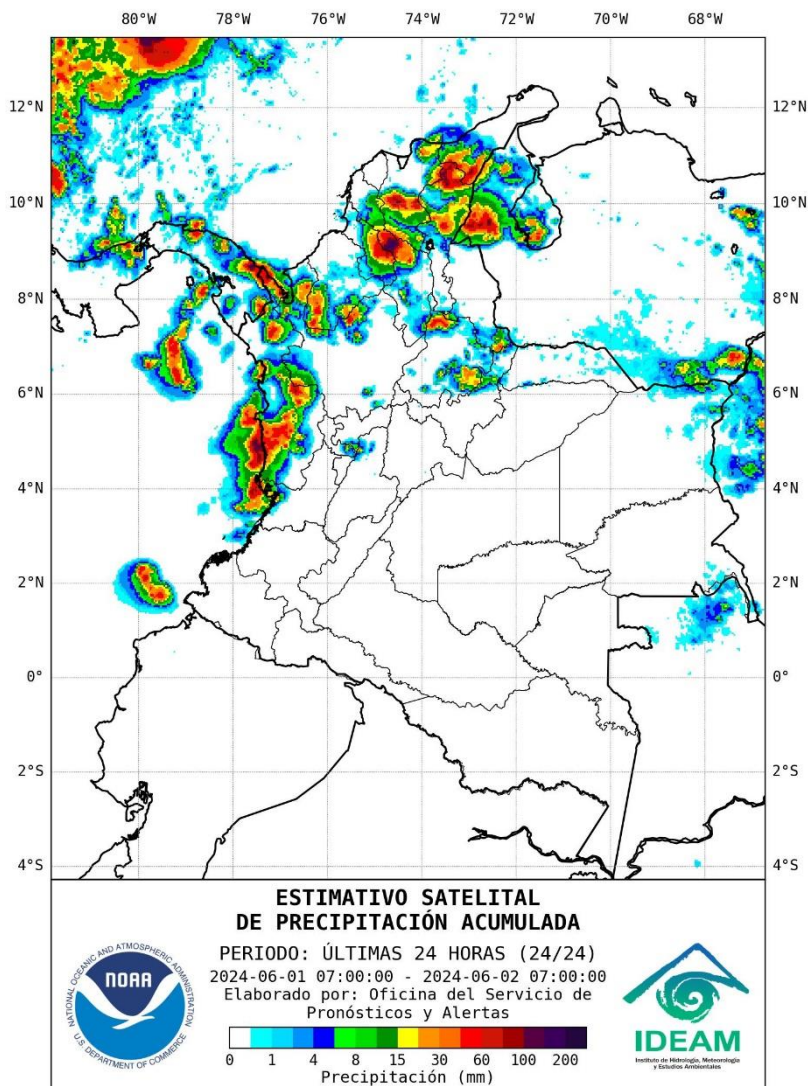 80°W 78°W 76°W 74°W 72°W 70°W 68°W
12°N 12°N
10°N 10°N
8°N 8°N
6°N 6°N
4°N 4°N
2°N 2°N
0° 0°
2°S 2°S
4°S 4°S
ESTIMATIVO SATELITAL
DE PRECIPITACIÓN ACUMULADA
PERIODO: ÚLTIMAS 24 HORAS (24/24)
2024-06-01 07:00:00 - 2024-06-02 07:00:00
Elaborado por: Oficina del Servicio de
Pronósticos y Alertas
0 1 4 8 15 30 60 100 200
Precipitación (mm)
NATIONAL OCEANIC AND ATMOSPHERIC ADMINISTRATION
NOAA
U.S. DEPARTMENT OF COMMERCE
IDEAM
Instituto de Hidrología, Meteorología
y Estudios Ambientales